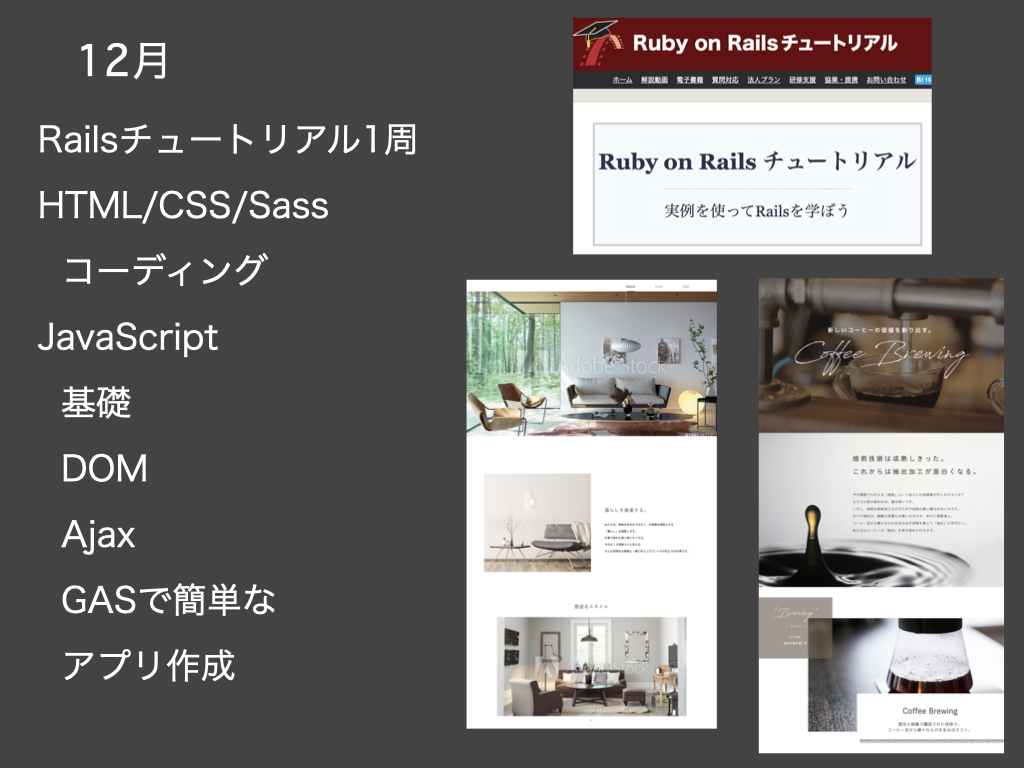 12月
Railsチュートリアル1周
HTML/CSS/Sass
コーディング
JavaScript
基礎
DOM
Ajax
GASで簡単な
アプリ作成
Ruby on Railsチュートリアル
ホーム 解説動画 電子書籍 質問対応 法人プラン 研修支援 協業・提携 お問い合わせ
Ruby on Rails チュートリアル
実例を使ってRailsを学ぼう
About
Adobe Stock
暮らしを提案する。
豊富なスタイル
新しいコーヒーの価値を創り出す。
Coffee Brewing
焙煎技術は成熟しきった。
これからは抽出加工が面白くなる。
"Brewing"
Coffee Brewing